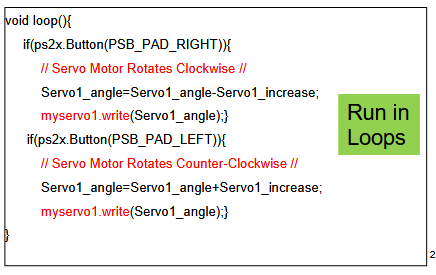 void loop(){
if(ps2x.Button(PSB_PAD_RIGHT)){
// Servo Motor Rotates Clockwise //
Servo1_angle=Servo1_angle-Servo1_increase;
myservo1.write(Servo1_angle);}
if(ps2x.Button(PSB_PAD_LEFT)){
// Servo Motor Rotates Counter-Clockwise //
Servo1_angle=Servo1_angle+Servo1_increase;
myservo1.write(Servo1_angle);}
}
Run in
Loops
2